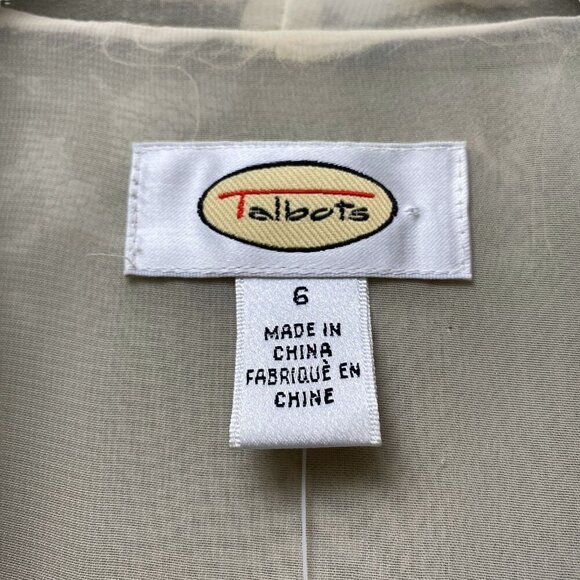 Talbots
6
MADE IN
CHINA
FABRIQUÈ EN
CHINE